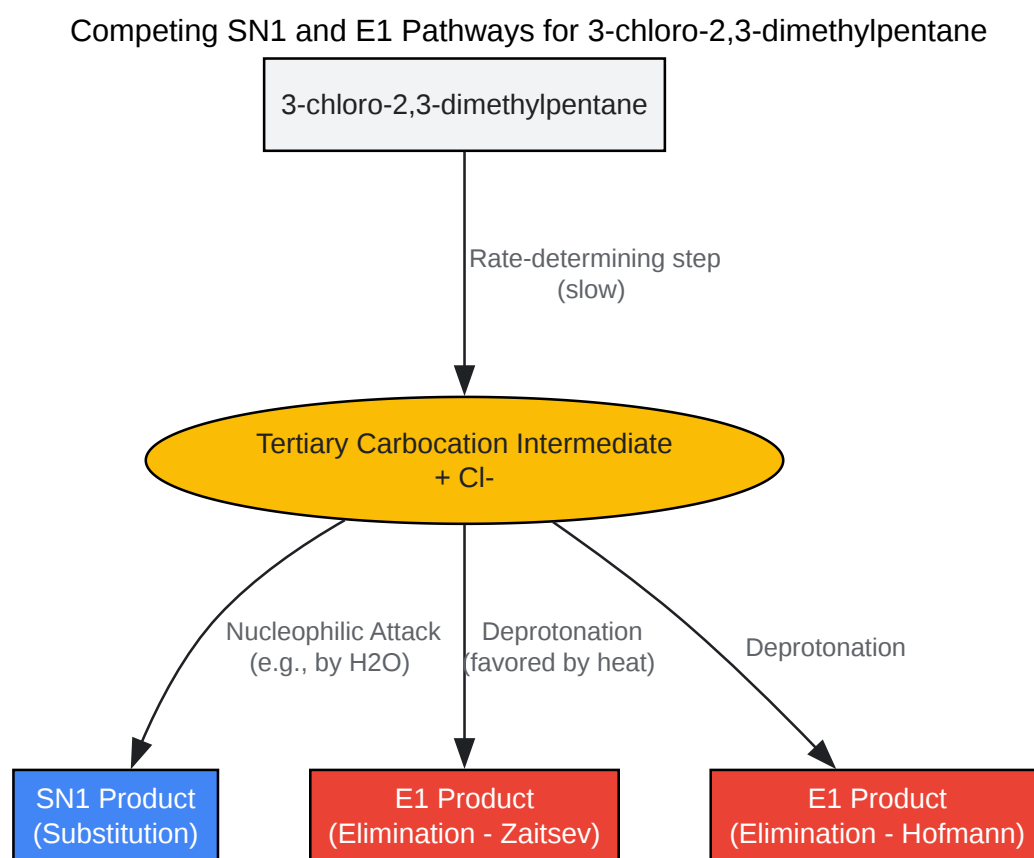 Competing SN1 and E1 Pathways for 3-chloro-2,3-dimethylpentane
3-chloro-2,3-dimethylpentane
Rate-determining step
(slow)
Tertiary Carbocation Intermediate
+ Cl-
Nucleophilic Attack
(e.g., by H2O)
Deprotonation
(favored by heat)
Deprotonation
SN1 Product
(Substitution)
E1 Product
(Elimination - Zaitsev)
E1 Product
(Elimination - Hofmann)